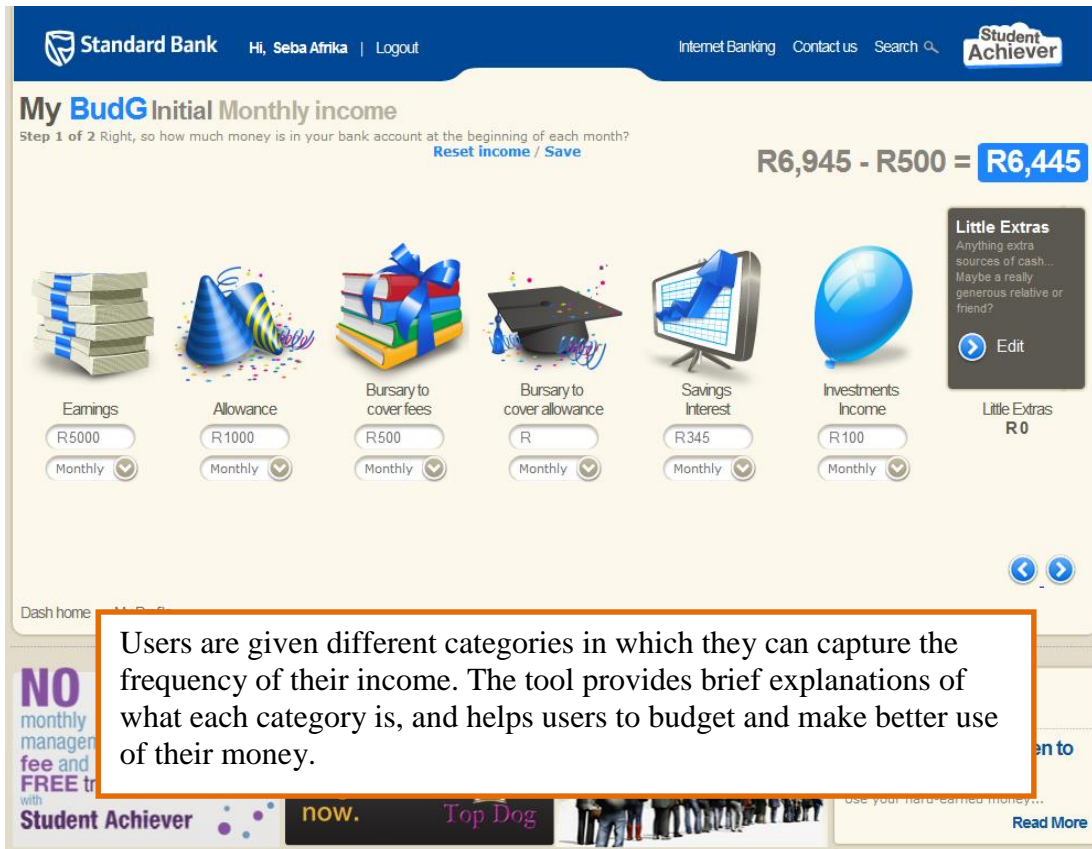 Standard Bank Hi, Seba Afrika | Logout Internet Banking Contact us Search Student Achiever
My BudG Initial Monthly income
Step 1 of 2 Right, so how much money is in your bank account at the beginning of each month?
Reset income / Save
R6,945 - R500 = R6,445
Little Extras
Anything extra
sources of cash...
Maybe a really
generous relative or
friend?
Edit
Earnings
R5000
Monthly
Allowance
R1000
Monthly
Bursary to
cover fees
R500
Monthly
Bursary to
cover allowance
R
Monthly
Savings
Interest
R345
Monthly
Investments
Income
R100
Monthly
Little Extras
R0
Dash home
Users are given different categories in which they can capture the
frequency of their income. The tool provides brief explanations of
what each category is, and helps users to budget and make better use
of their money.
NO
monthly
managen
fee and
FREE tr
with
Student Achiever
now.
Top Dog
en to
Read More